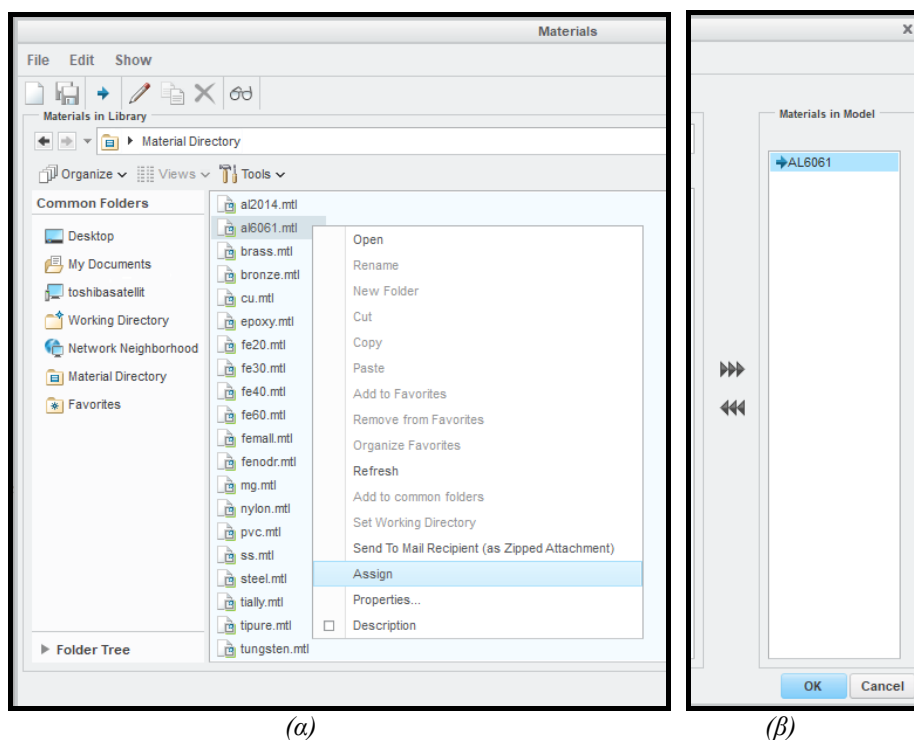 Materials
File Edit Show
Materials in Library
Material Directory
Organize Views Tools
Common Folders
Desktop
My Documents
toshibasatellit
Working Directory
Network Neighborhood
Material Directory
Favorites
Folder Tree
al2014.mtl
al6061.mtl
brass.mtl
bronze.mtl
cu.mtl
epoxy.mtl
fe20.mtl
fe30.mtl
fe40.mtl
fe60.mtl
femall.mtl
fenodr.mtl
mg.mtl
nylon.mtl
pvc.mtl
ss.mtl
steel.mtl
tially.mtl
tipure.mtl
tungsten.mtl
Open
Rename
New Folder
Cut
Copy
Paste
Add to Favorites
Remove from Favorites
Organize Favorites
Refresh
Add to common folders
Set Working Directory
Send To Mail Recipient (as Zipped Attachment)
Assign
Properties...
Description
Materials in Model
AL6061
OK Cancel
(α) (β)